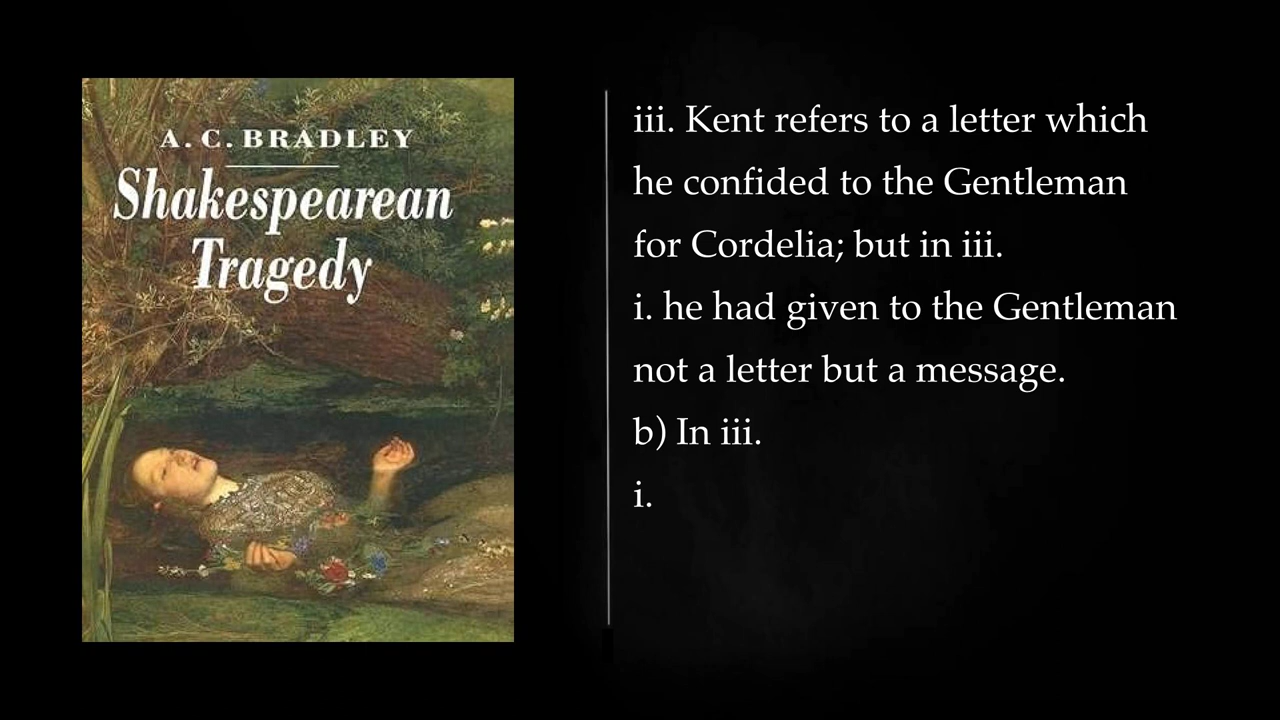 A. C. BRADLEY
Shakespearean
Tragedy
iii. Kent refers to a letter which
he confided to the Gentleman
for Cordelia; but in iii.
i. he had given to the Gentleman
not a letter but a message.
b) In iii.
i.